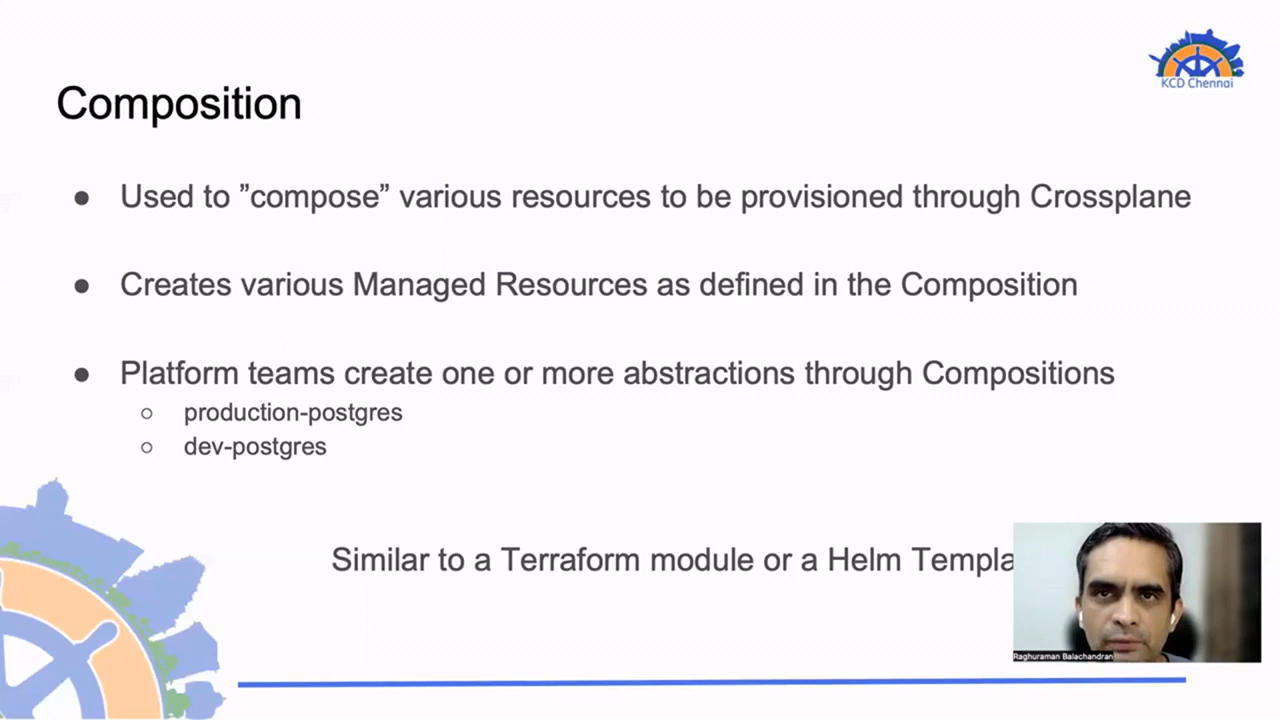 KCD Chennai
Composition
● Used to ”compose” various resources to be provisioned through Crossplane
● Creates various Managed Resources as defined in the Composition
● Platform teams create one or more abstractions through Compositions
○ production-postgres
○ dev-postgres
Similar to a Terraform module or a Helm Templa
Raghuraman Balachandran